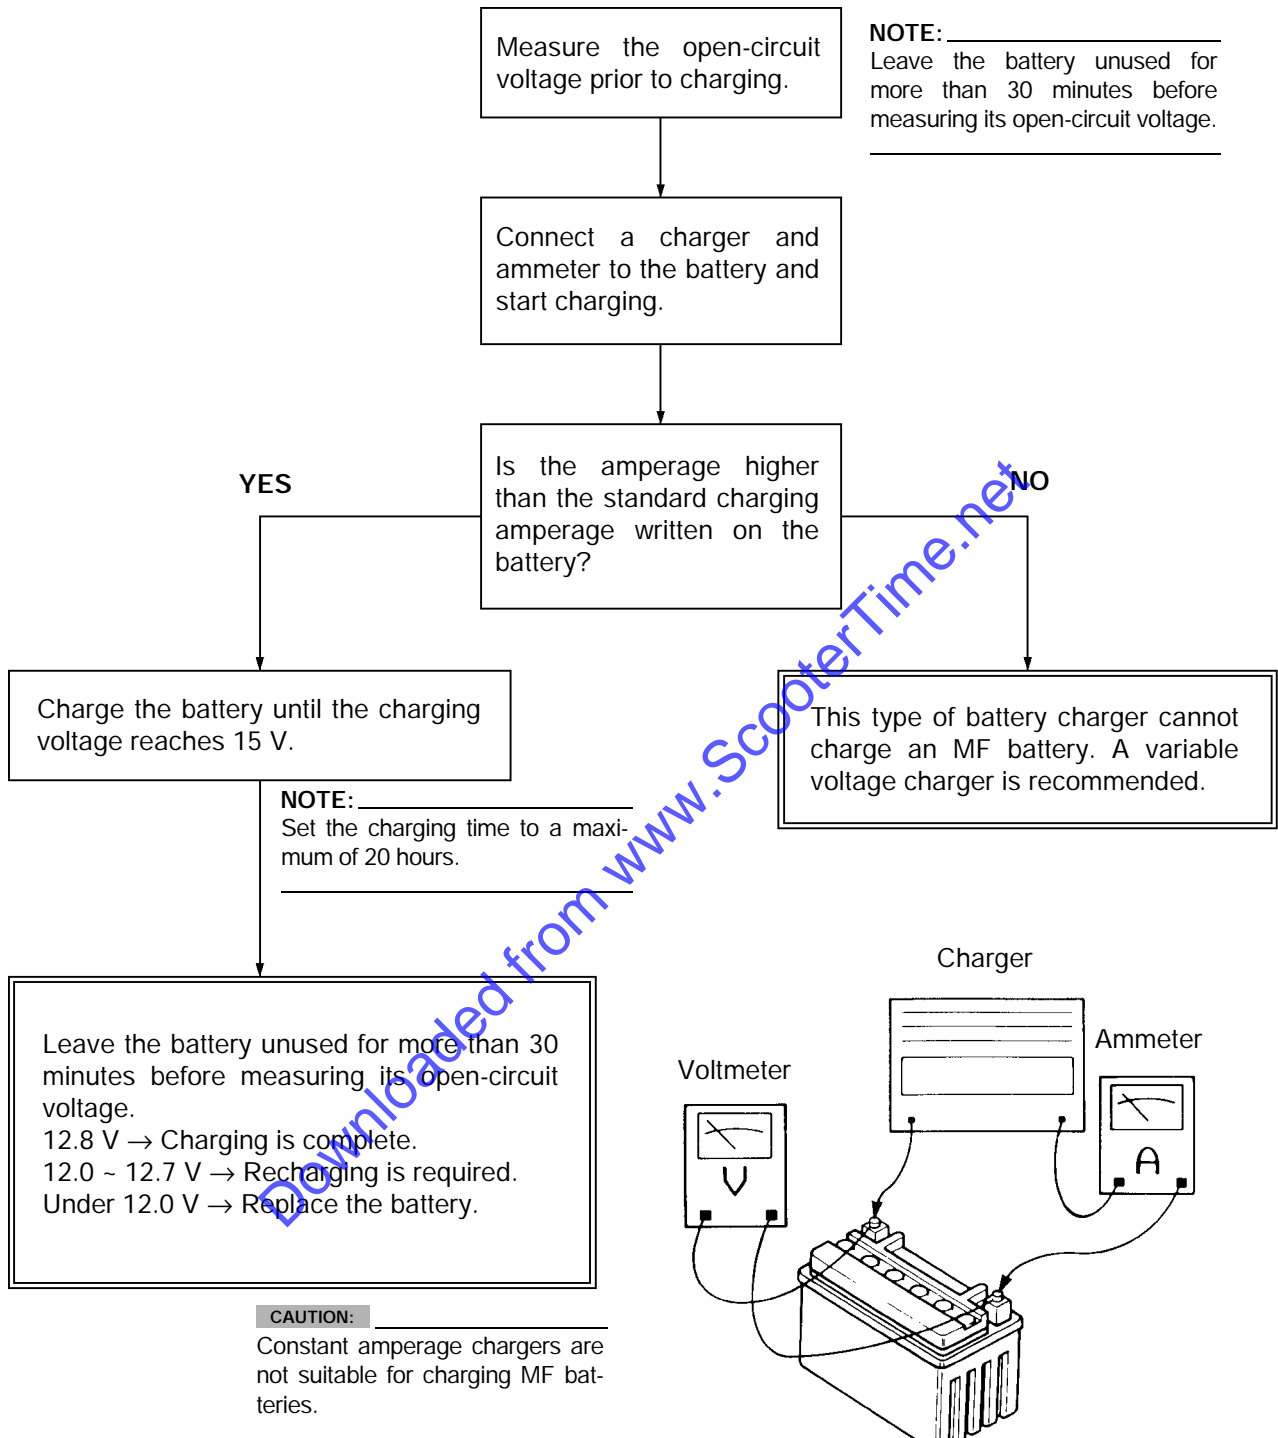 Measure the open-circuit
voltage prior to charging.
NOTE:
Leave the battery unused for
more than 30 minutes before
measuring its open-circuit voltage.
Connect a charger and
ammeter to the battery and
start charging.
Is the amperage higher
than the standard charging
amperage written on the
battery?
YES
NO
Charge the battery until the charging
voltage reaches 15 V.
This type of battery charger cannot
charge an MF battery. A variable
voltage charger is recommended.
NOTE:
Set the charging time to a maxi-
mum of 20 hours.
Leave the battery unused for more than 30
minutes before measuring its open-circuit
voltage.
12.8 V → Charging is complete.
12.0 ~ 12.7 V → Recharging is required.
Under 12.0 V → Replace the battery.
CAUTION:
Constant amperage chargers are
not suitable for charging MF bat-
teries.
Charger
Ammeter
Voltmeter
A
V
Downloaded from www.ScooterTime.net